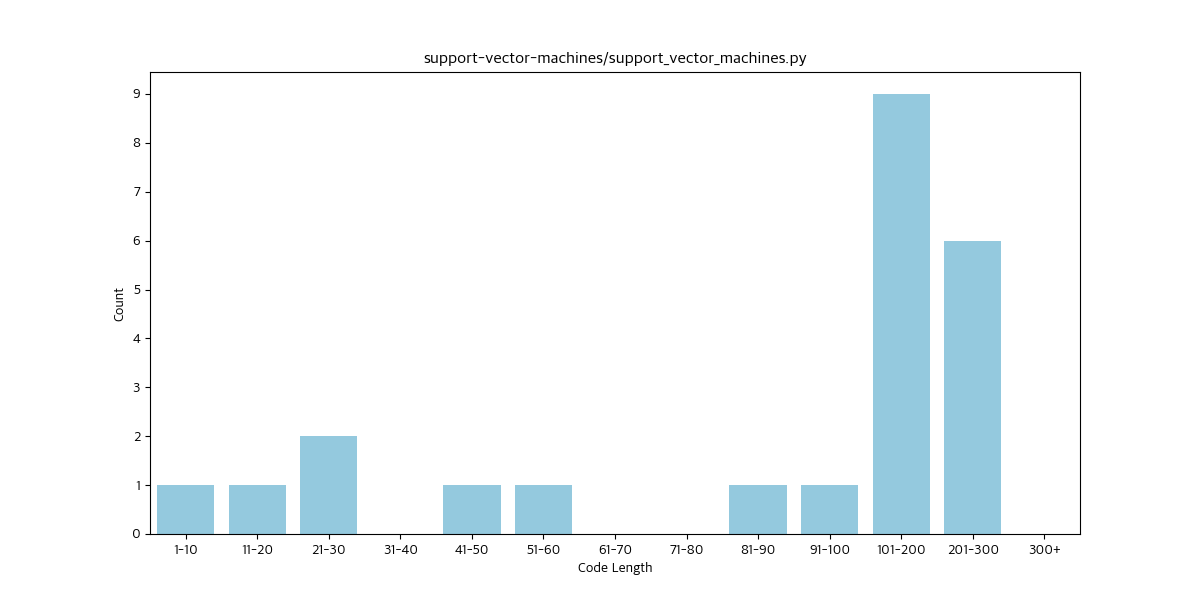 support-vector-machines/support_vector_machines.py
9
8
7
6
5
4
3
2
1
0
Count
1-10 11-20 21-30 31-40 41-50 51-60 61-70 71-80 81-90 91-100 101-200 201-300 300+
Code Length